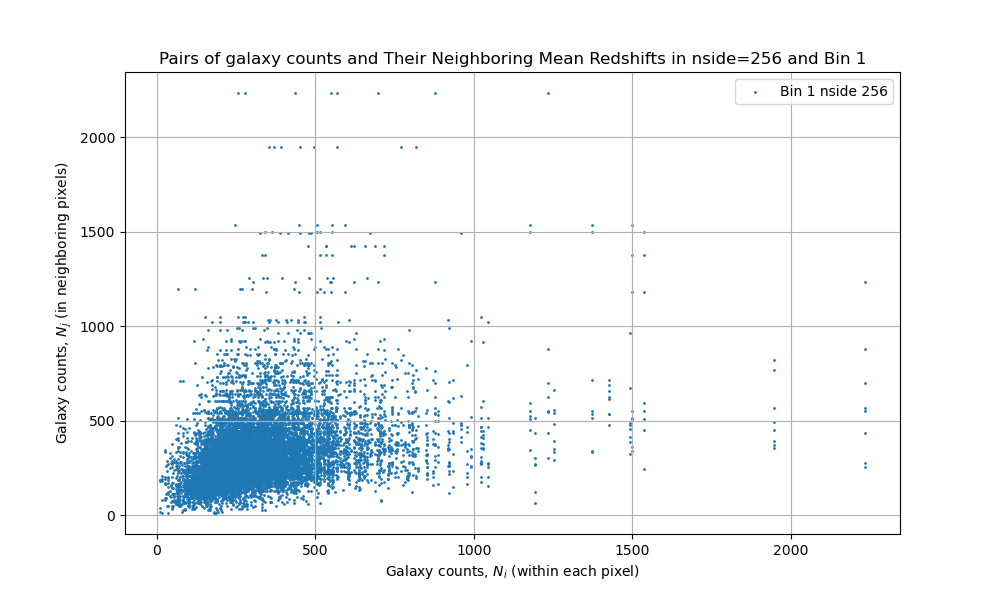 Pairs of galaxy counts and Their Neighboring Mean Redshifts in nside=256 and Bin 1
Bin 1 nside 256
Galaxy counts, N_j (in neighboring pixels)
2000
1500
1000
500
0
0 500 1000 1500 2000
Galaxy counts, N_i (within each pixel)